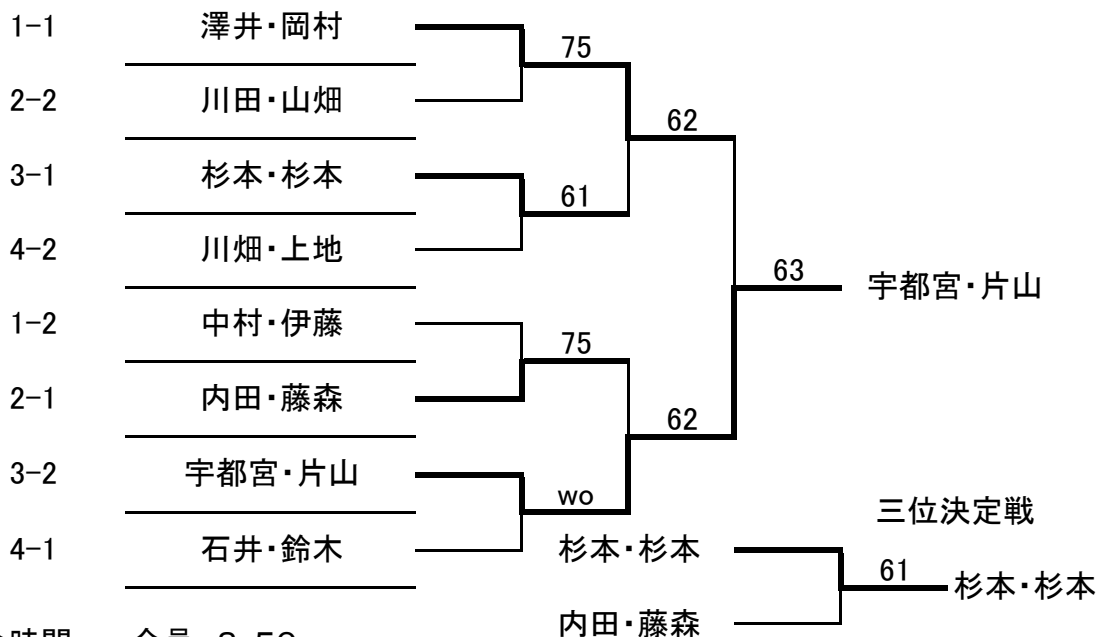 1-1 澤井・岡村
75
2-2 川田・山畑
62
3-1 杉本・杉本
61
4-2 川畑・上地
63 宇都宮・片山
1-2 中村・伊藤
75
2-1 内田・藤森
62
3-2 宇都宮・片山
wo
三位決定戦
4-1 石井・鈴木 杉本・杉本
61 杉本・杉本
内田・藤森